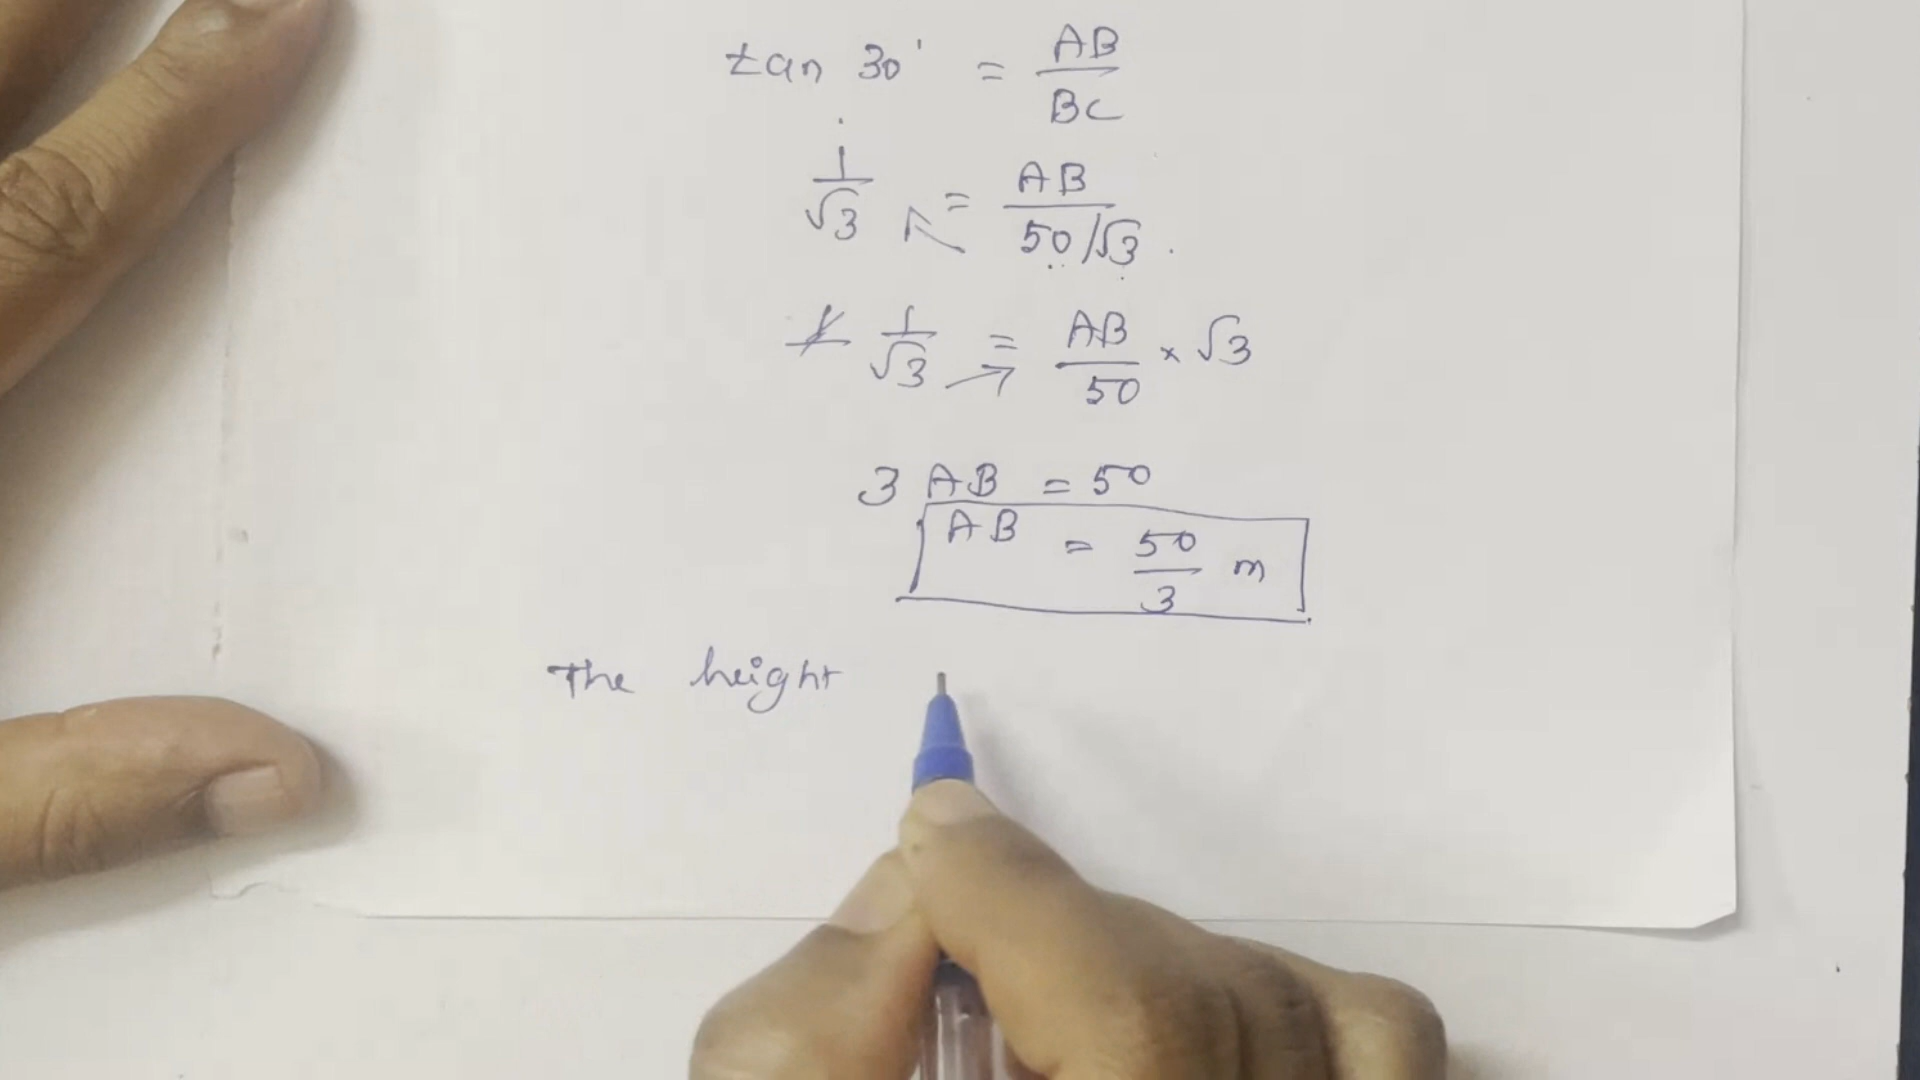 tan 30° = AB/BC
1/√3 = AB/50/√3
1/√3 = AB/50 × √3
3 AB = 50
AB = 50/3 m
The height